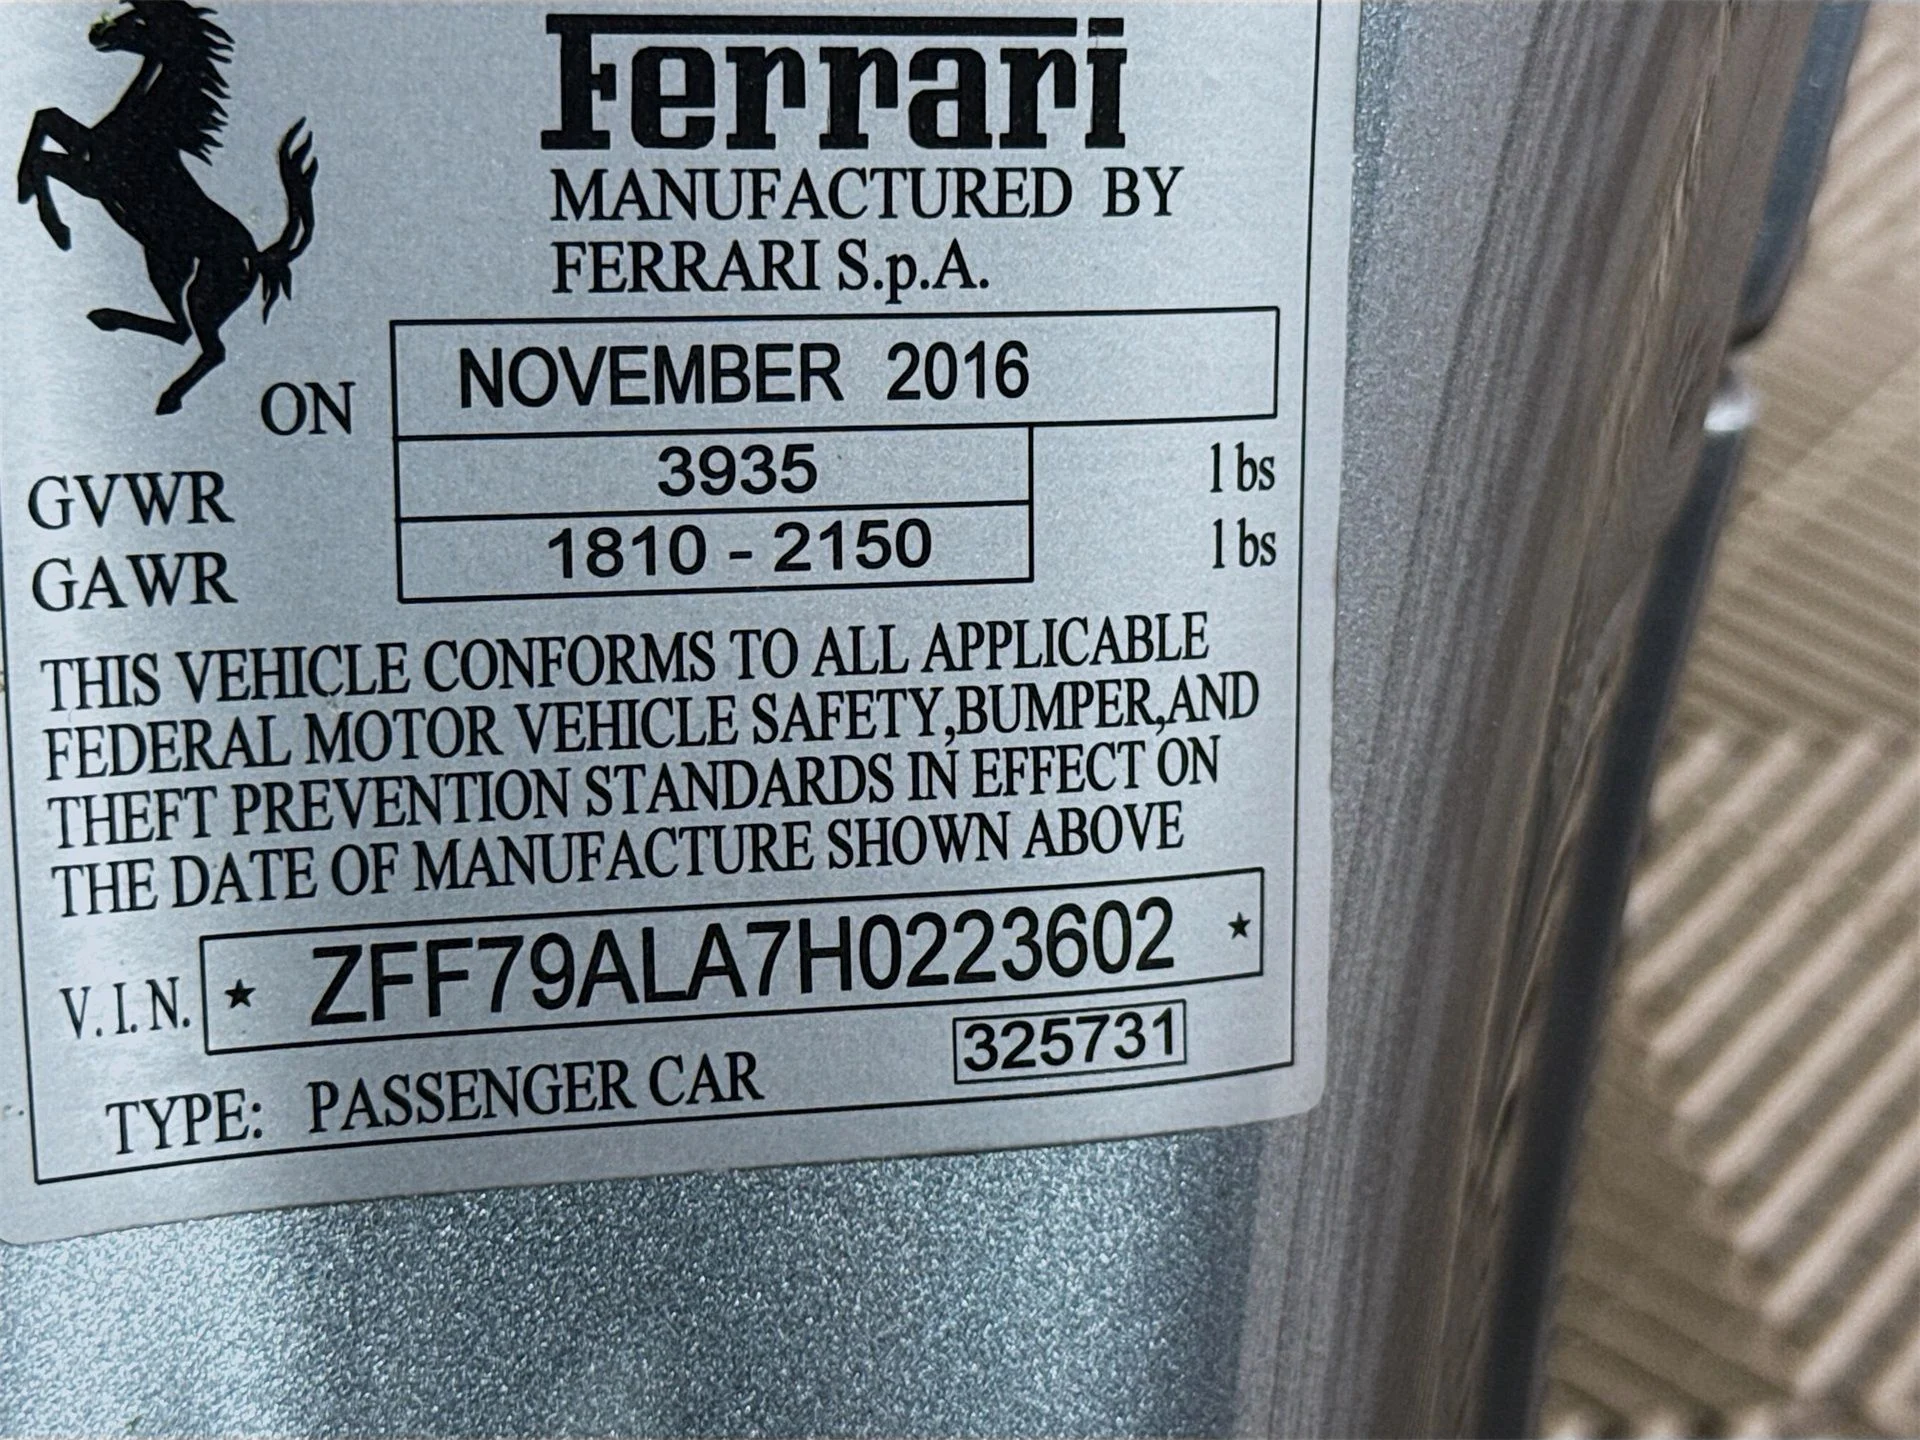 Ferrari
MANUFACTURED BY
FERRARI S.p.A.
ON NOVEMBER 2016
GVWR 3935 lbs
GAWR 1810 - 2150 lbs
THIS VEHICLE CONFORMS TO ALL APPLICABLE
FEDERAL MOTOR VEHICLE SAFETY,BUMPER,AND
THEFT PREVENTION STANDARDS IN EFFECT ON
THE DATE OF MANUFACTURE SHOWN ABOVE
V.I.N. ★ ZFF79ALA7H0223602 ★
325731
TYPE: PASSENGER CAR